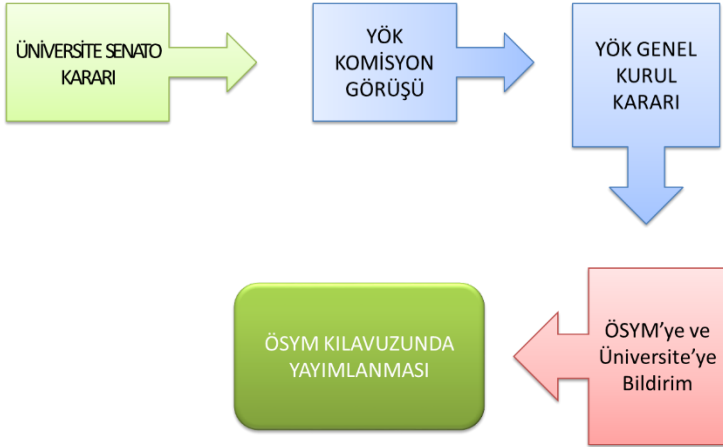 ÜNİVERSİTE SENATO
KARARI
YÖK
KOMİSYON
GÖRÜŞÜ
YÖK GENEL
KURUL
KARARI
ÖSYM’ye ve
Üniversite’ye
Bildirim
ÖSYM KILAVUZUNDA
YAYIMLANMASI